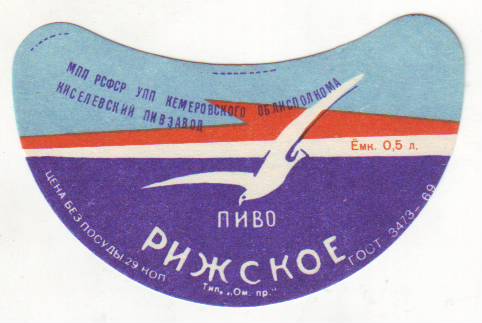 МПП РСФСР УПП КЕМЕРОВСКОГО ОБЛИСПОЛКОМА
КИСЕЛЕВСКИЙ ПИВЗАВОД
Ёмк. 0,5 л.
ПИВО
РИЖСКОЕ
ЦЕНА БЕЗ ПОСУДЫ 29 КОП
Тип. „Ом. пр."
ГОСТ 3473-69